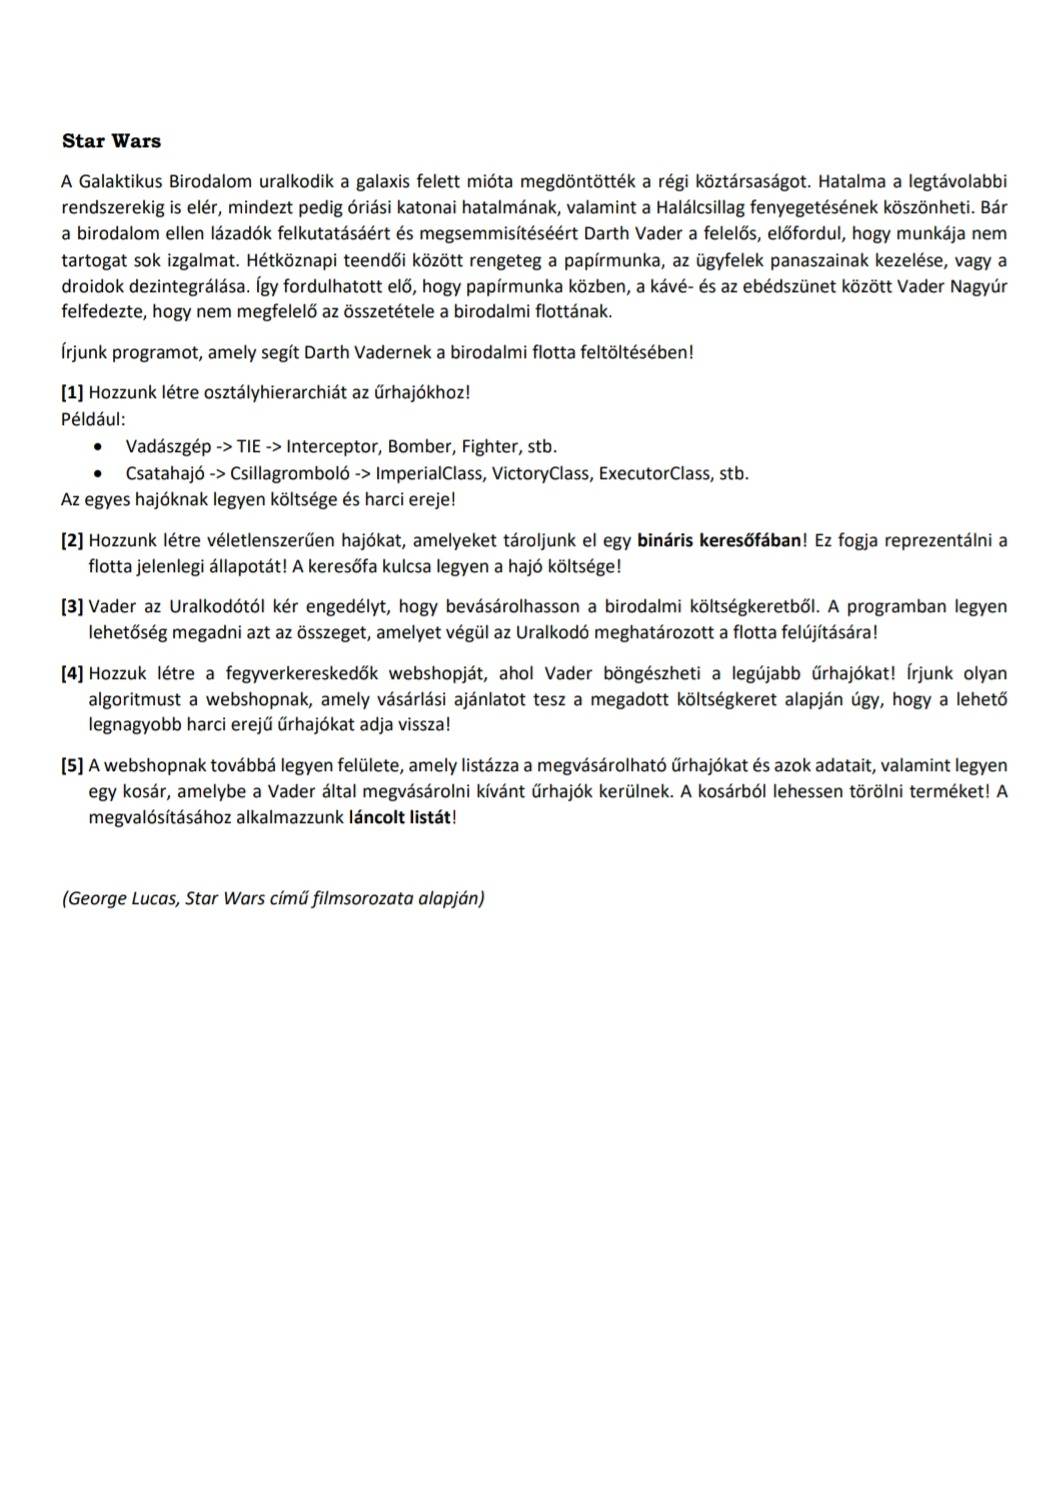 Star Wars
A Galaktikus Birodalom uralkodik a galaxis felett mióta megdöntötték a régi köztársaságot. Hatalma a legtávolabbi
rendszerekig is elér, mindezt pedig óriási katonai hatalmának, valamint a Halálcsillag fenyegetésének köszönheti. Bár
a birodalom ellen lázadók felkutatásáért és megsemmisítéséért Darth Vader a felelős, előfordul, hogy munkája nem
tartogat sok izgalmat. Hétköznapi teendői között rengeteg a papírmunka, az ügyfelek panaszainak kezelése, vagy a
droidok dezintegrálása. Így fordulhatott elő, hogy papírmunka közben, a kávé- és az ebédszünet között Vader Nagyúr
felfedezte, hogy nem megfelelő az összetétele a birodalmi flottának.
Írjunk programot, amely segít Darth Vadernek a birodalmi flotta feltöltésében!
[1] Hozzunk létre osztályhierarchiát az űrhajókhoz!
Például:
• Vadászgép -> TIE -> Interceptor, Bomber, Fighter, stb.
• Csatahajó -> Csillagromboló -> ImperialClass, VictoryClass, ExecutorClass, stb.
Az egyes hajóknak legyen költsége és harci ereje!
[2] Hozzunk létre véletlenszerűen hajókat, amelyeket tároljunk el egy bináris keresőfában! Ez fogja reprezentálni a
flotta jelenlegi állapotát! A keresőfa kulcsa legyen a hajó költsége!
[3] Vader az Uralkodótól kér engedélyt, hogy bevásárolhasson a birodalmi költségkeretből. A programban legyen
lehetőség megadni azt az összeget, amelyet végül az Uralkodó meghatározott a flotta felújítására!
[4] Hozzuk létre a fegyverkereskedők webshopját, ahol Vader böngészheti a legújabb űrhajókat! Írjunk olyan
algoritmust a webshopnak, amely vásárlási ajánlatot tesz a megadott költségkeret alapján úgy, hogy a lehető
legnagyobb harci erejű űrhajókat adja vissza!
[5] A webshopnak továbbá legyen felülete, amely listázza a megvásárolható űrhajókat és azok adatait, valamint legyen
egy kosár, amelybe a Vader által megvásárolni kívánt űrhajók kerülnek. A kosárból lehessen törölni terméket! A
megvalósításához alkalmazzunk láncolt listát!
(George Lucas, Star Wars című filmsorozata alapján)